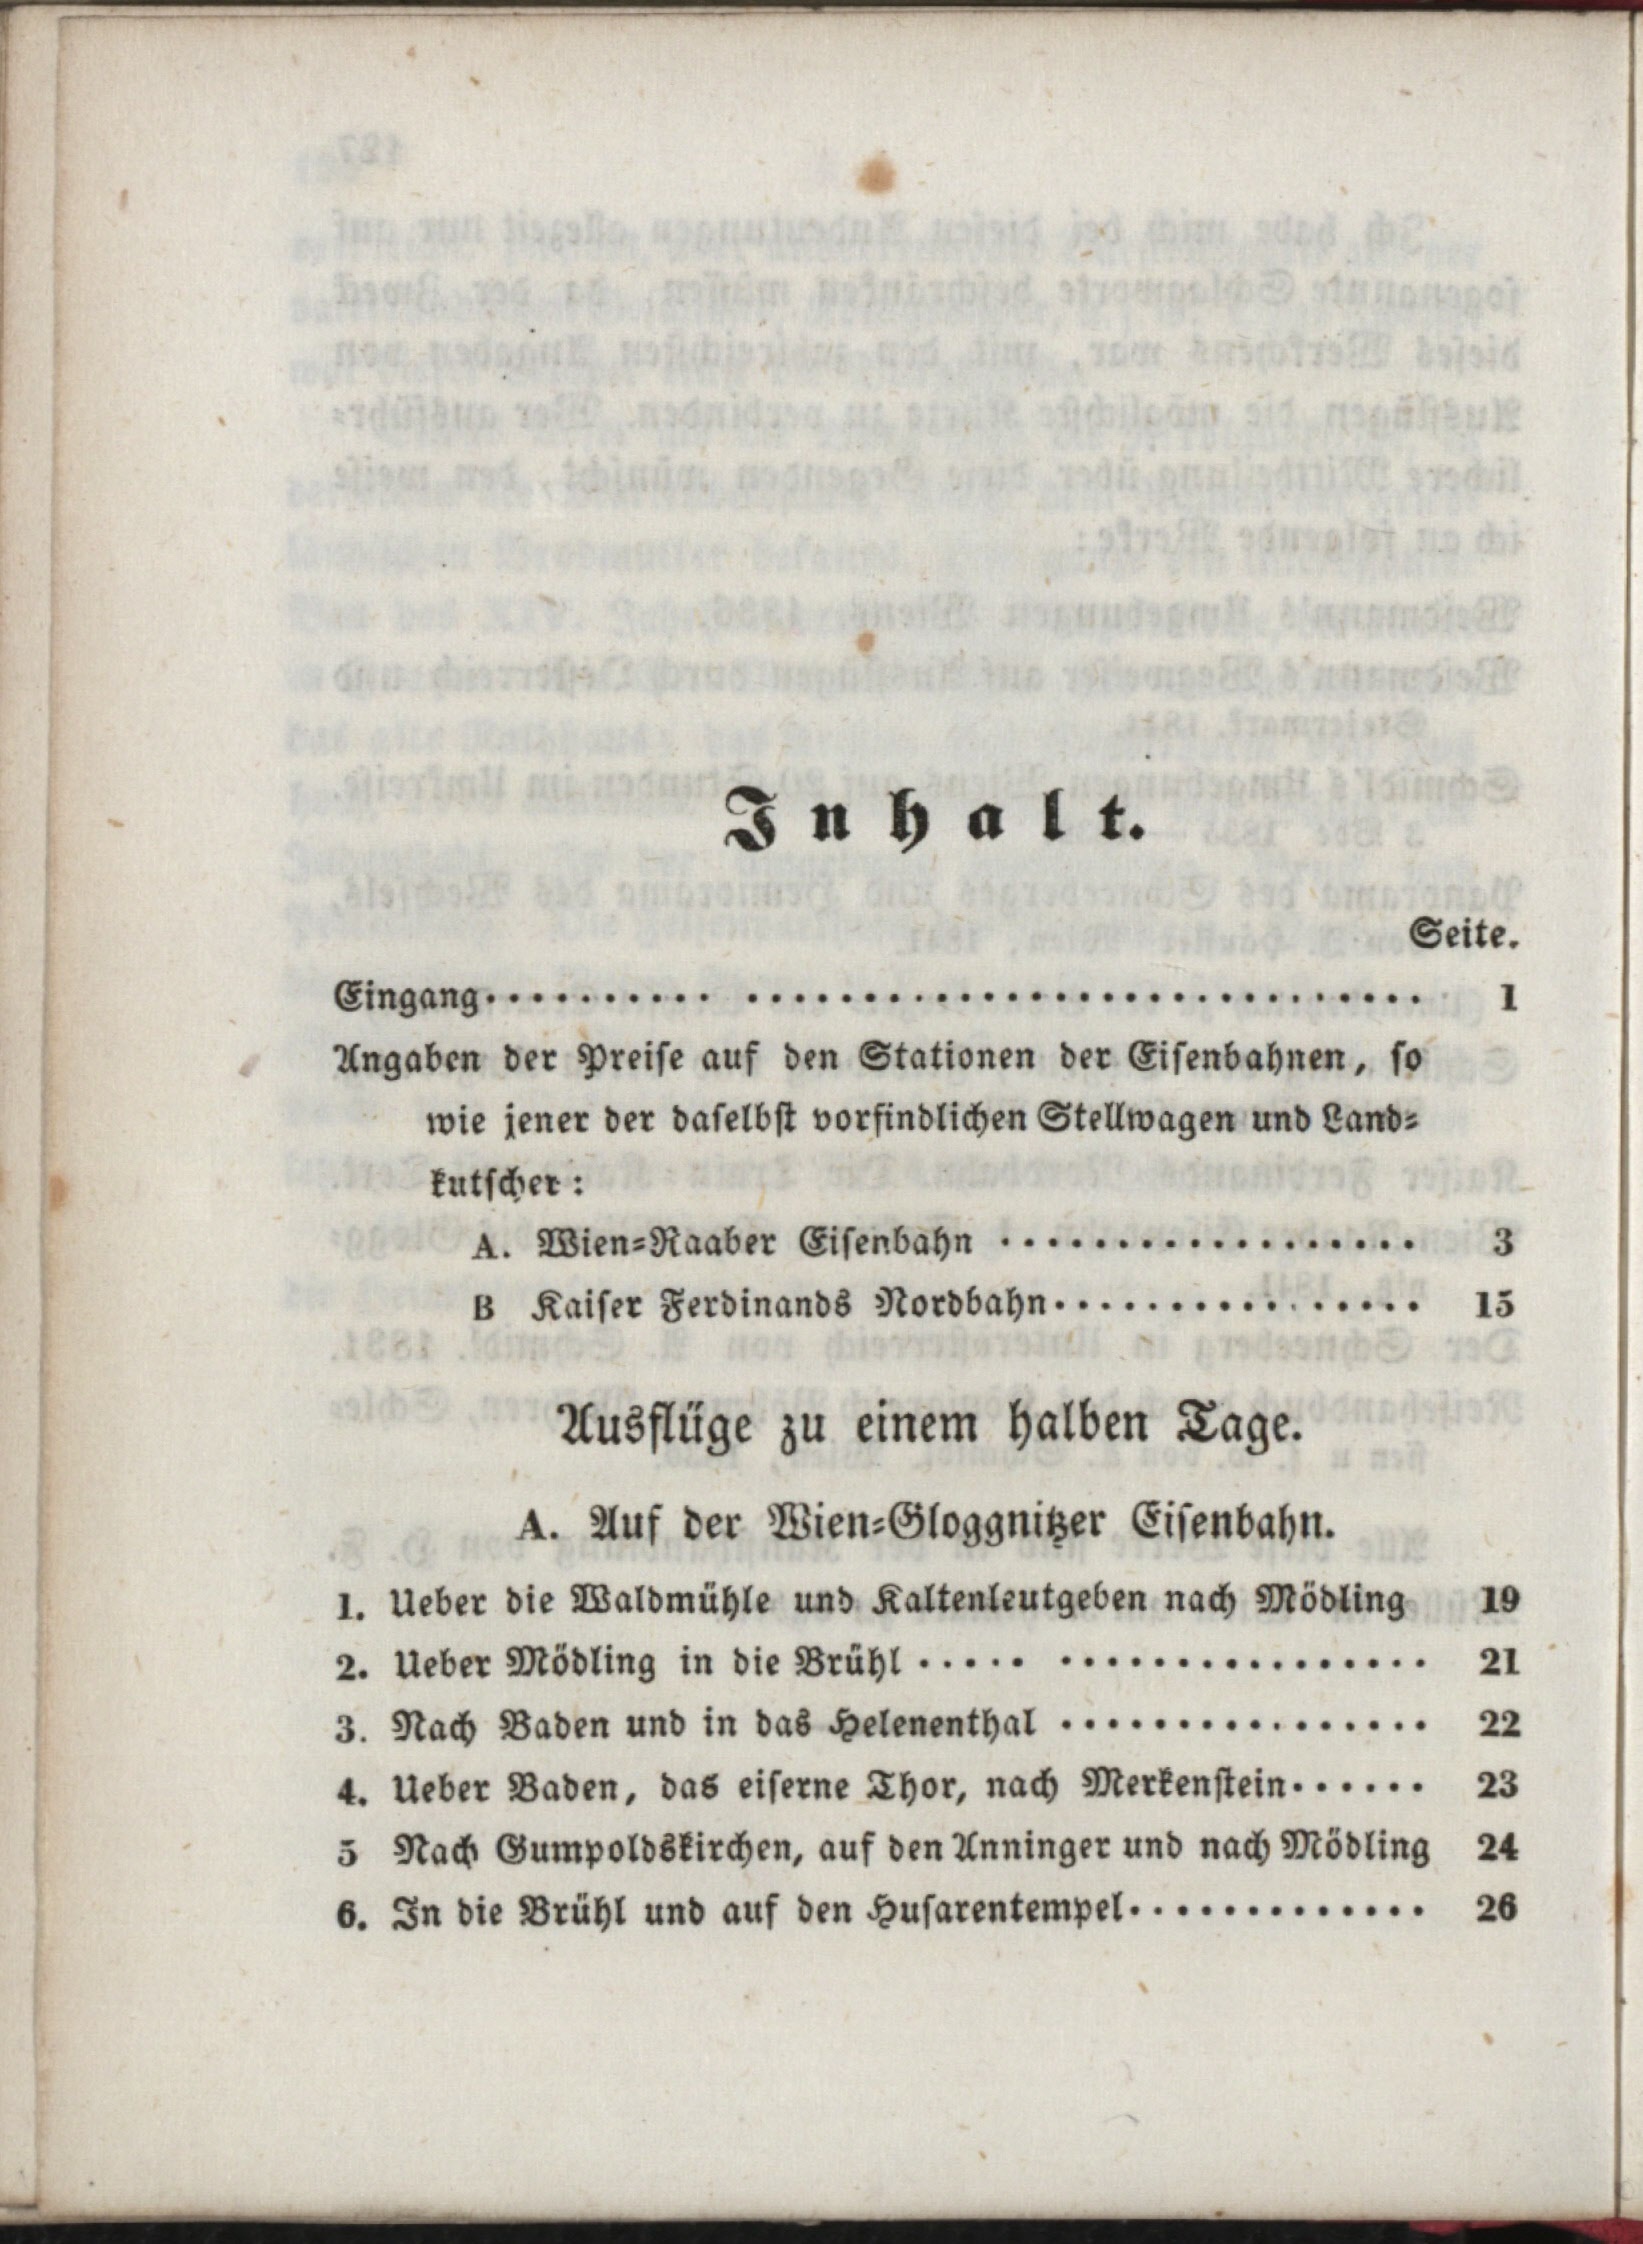 Inhalt.
Seite.
Eingang.......... ............................. 1
Angaben der Preise auf den Stationen der Eisenbahnen, so
wie jener der daselbst vorfindlichen Stellwagen und Land-
kutscher:
A. Wien-Raaber Eisenbahn .................. 3
B Kaiser Ferdinands Nordbahn................ 15
Ausflüge zu einem halben Tage.
A. Auf der Wien-Gloggnitzer Eisenbahn.
1. Ueber die Waldmühle und Kaltenleutgeben nach Mödling 19
2. Ueber Mödling in die Brühl ..... ................ 21
3. Nach Baden und in das Helenenthal ................ 22
4. Ueber Baden, das eiserne Thor, nach Merkenstein...... 23
5 Nach Gumpoldskirchen, auf den Anninger und nach Mödling 24
6. In die Brühl und auf den Husarentempel............. 26